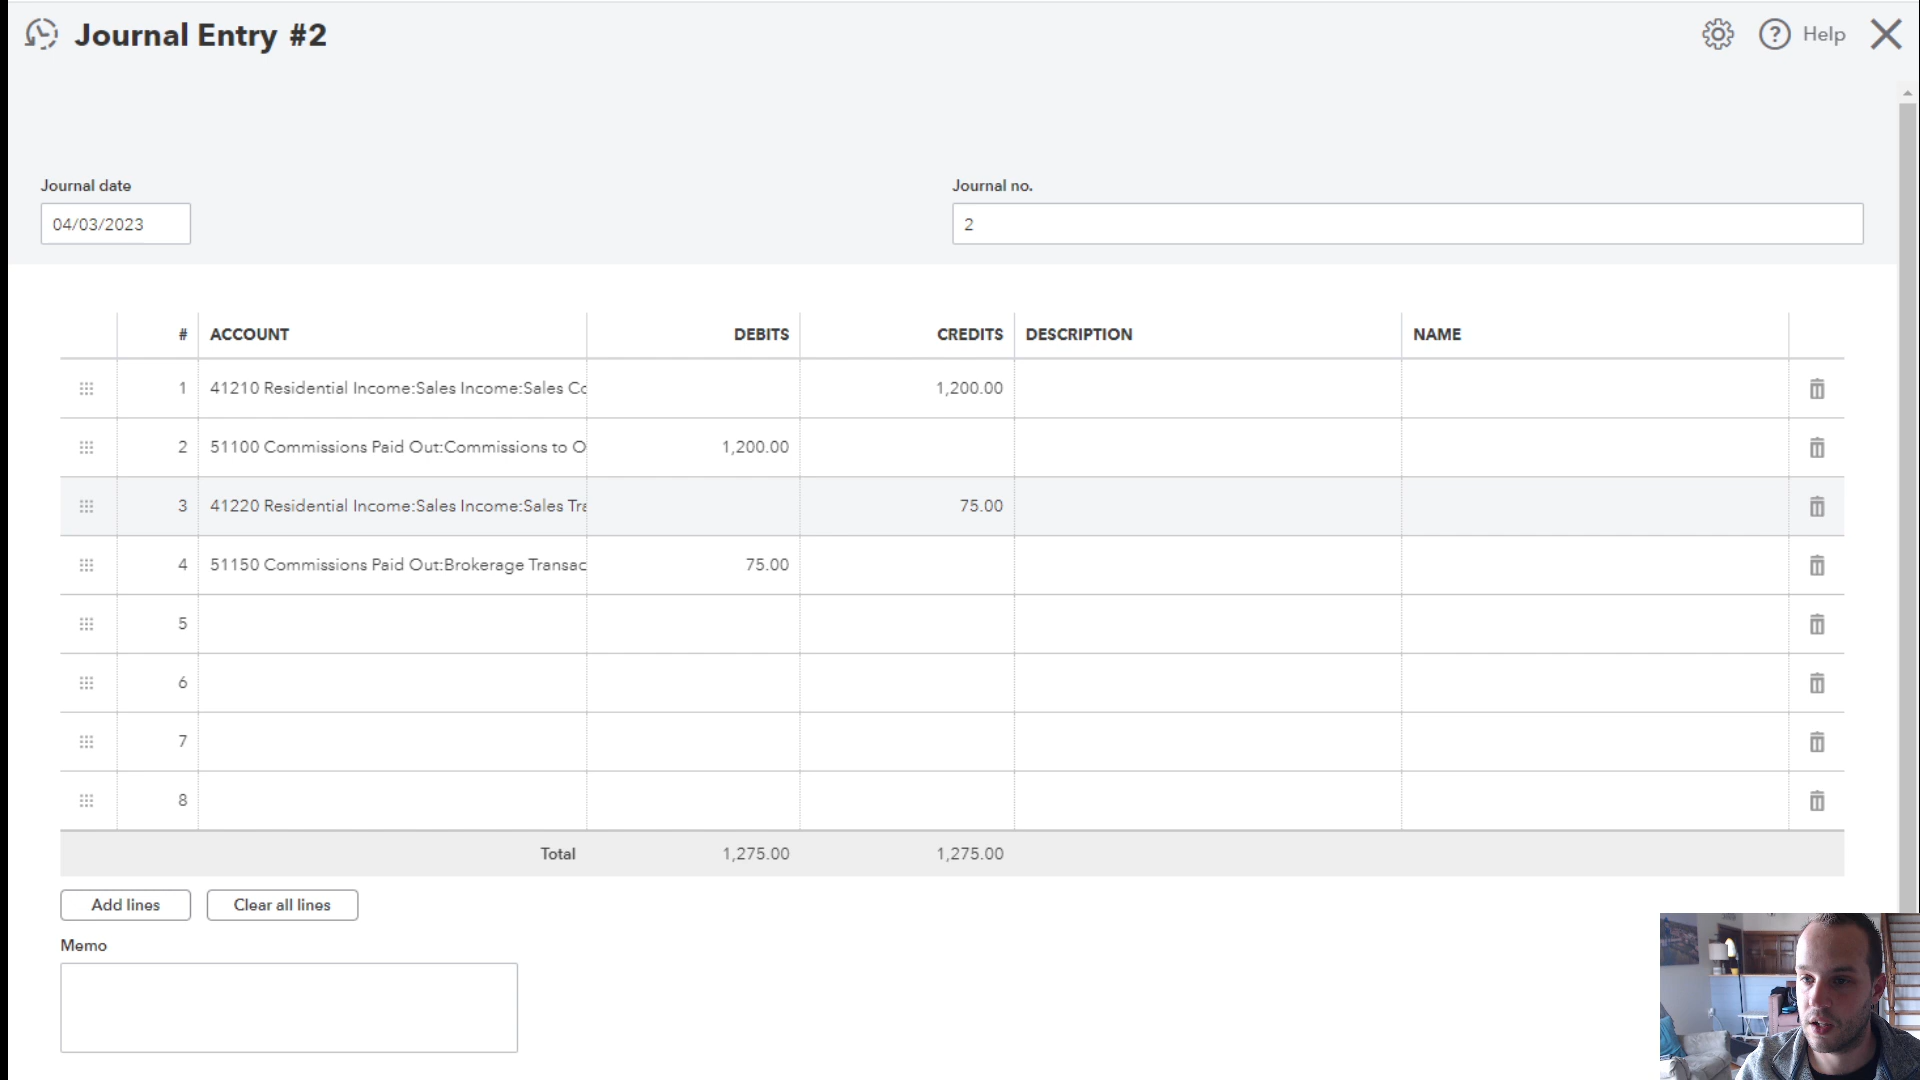 Journal Entry #2
Help
Journal date
Journal no.
04/03/2023
2
# ACCOUNT DEBITS CREDITS DESCRIPTION NAME
1 41210 Residential Income:Sales Income:Sales Co 1,200.00
2 51100 Commissions Paid Out:Commissions to O 1,200.00
3 41220 Residential Income:Sales Income:Sales Tra 75.00
4 51150 Commissions Paid Out:Brokerage Transac 75.00
5
6
7
8
Total 1,275.00 1,275.00
Add lines Clear all lines
Memo